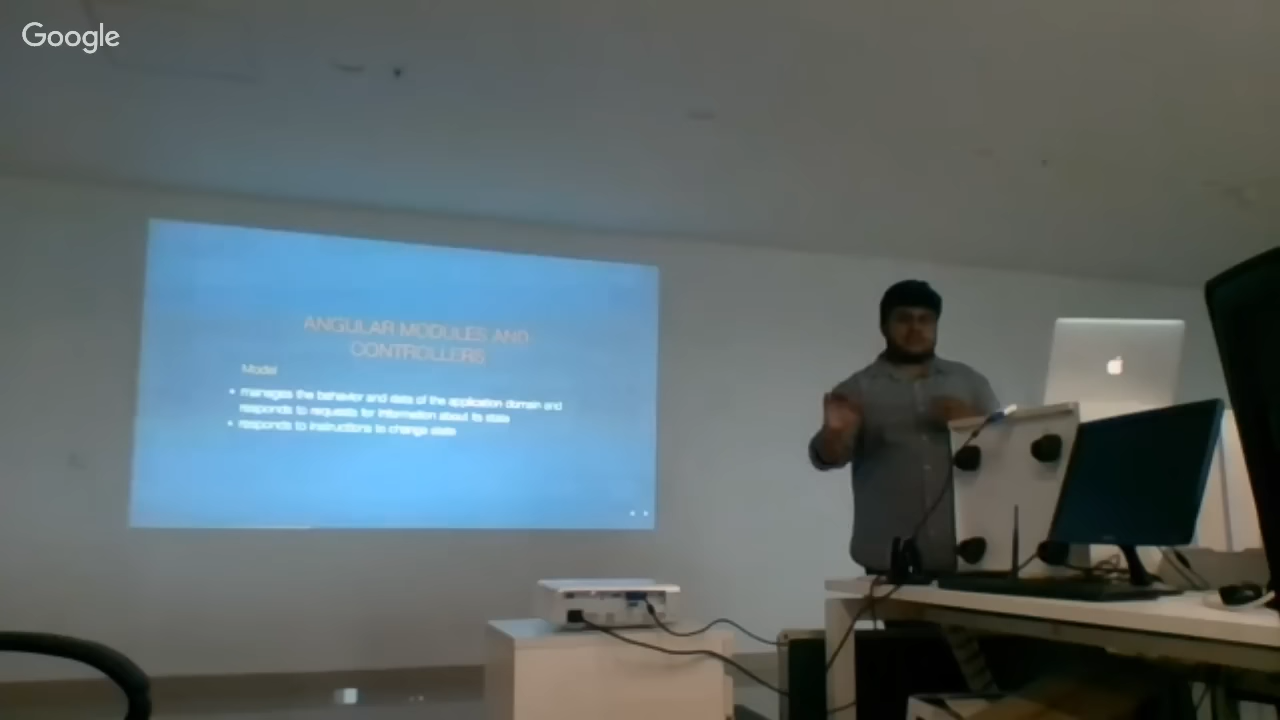 Google
ANGULAR MODULES AND
CONTROLLERS
Model
• manages the behavior and data of the application domain and
responds to requests for information about its state
• responds to instructions to change state